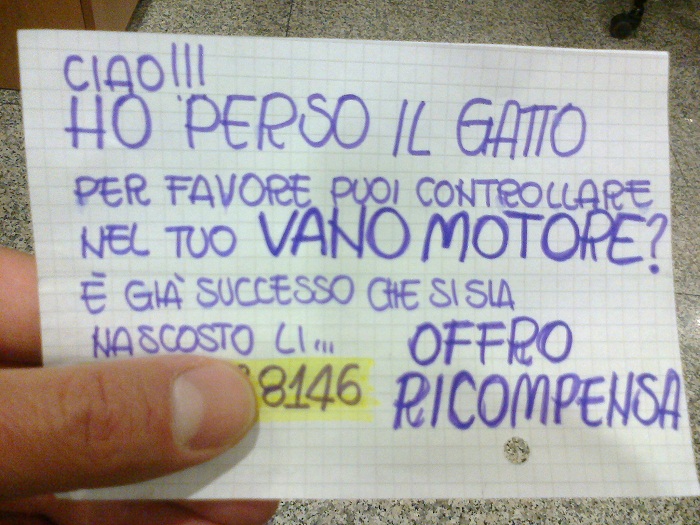 CIAO!!!
HO PERSO IL GATTO
PER FAVORE PUOI CONTROLLARE
NEL TUO VANO MOTORE?
È GIÀ SUCCESSO CHE SI SIA
NASCOSTO LI...
8146
OFFRO
RICOMPENSA